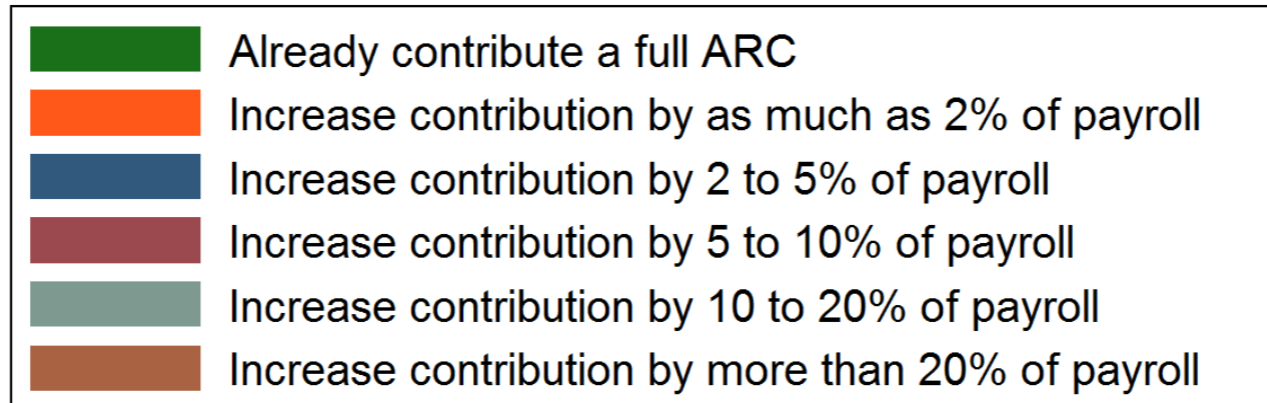 Already contribute a full ARC
Increase contribution by as much as 2% of payroll
Increase contribution by 2 to 5% of payroll
Increase contribution by 5 to 10% of payroll
Increase contribution by 10 to 20% of payroll
Increase contribution by more than 20% of payroll